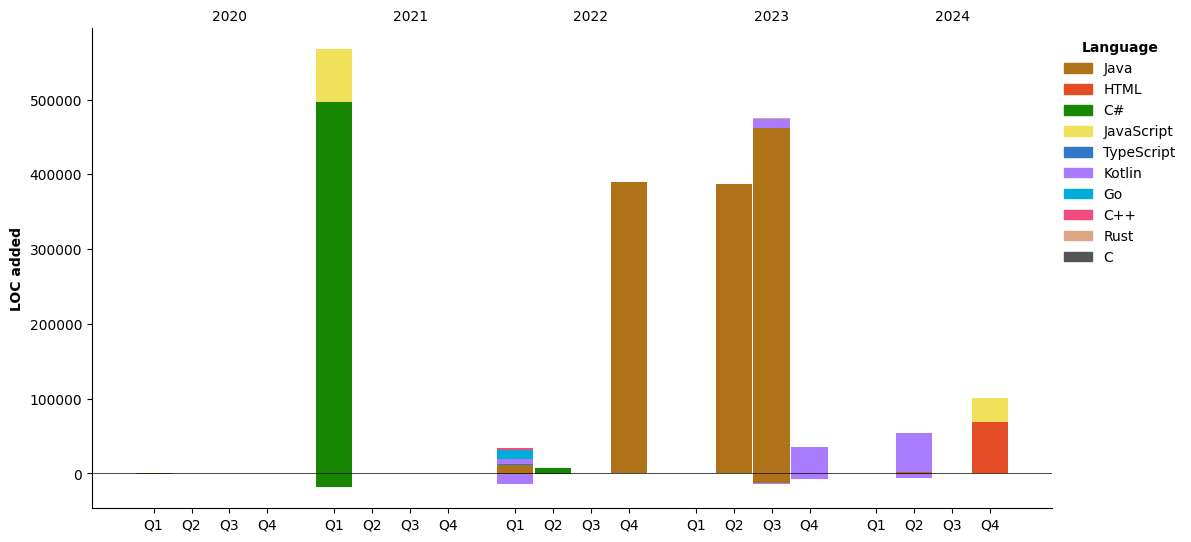 2020 2021 2022 2023 2024
Language
Java
HTML
C#
JavaScript
TypeScript
Kotlin
Go
C++
Rust
C
LOC added
500000
400000
300000
200000
100000
0
Q1 Q2 Q3 Q4 Q1 Q2 Q3 Q4 Q1 Q2 Q3 Q4 Q1 Q2 Q3 Q4 Q1 Q2 Q3 Q4